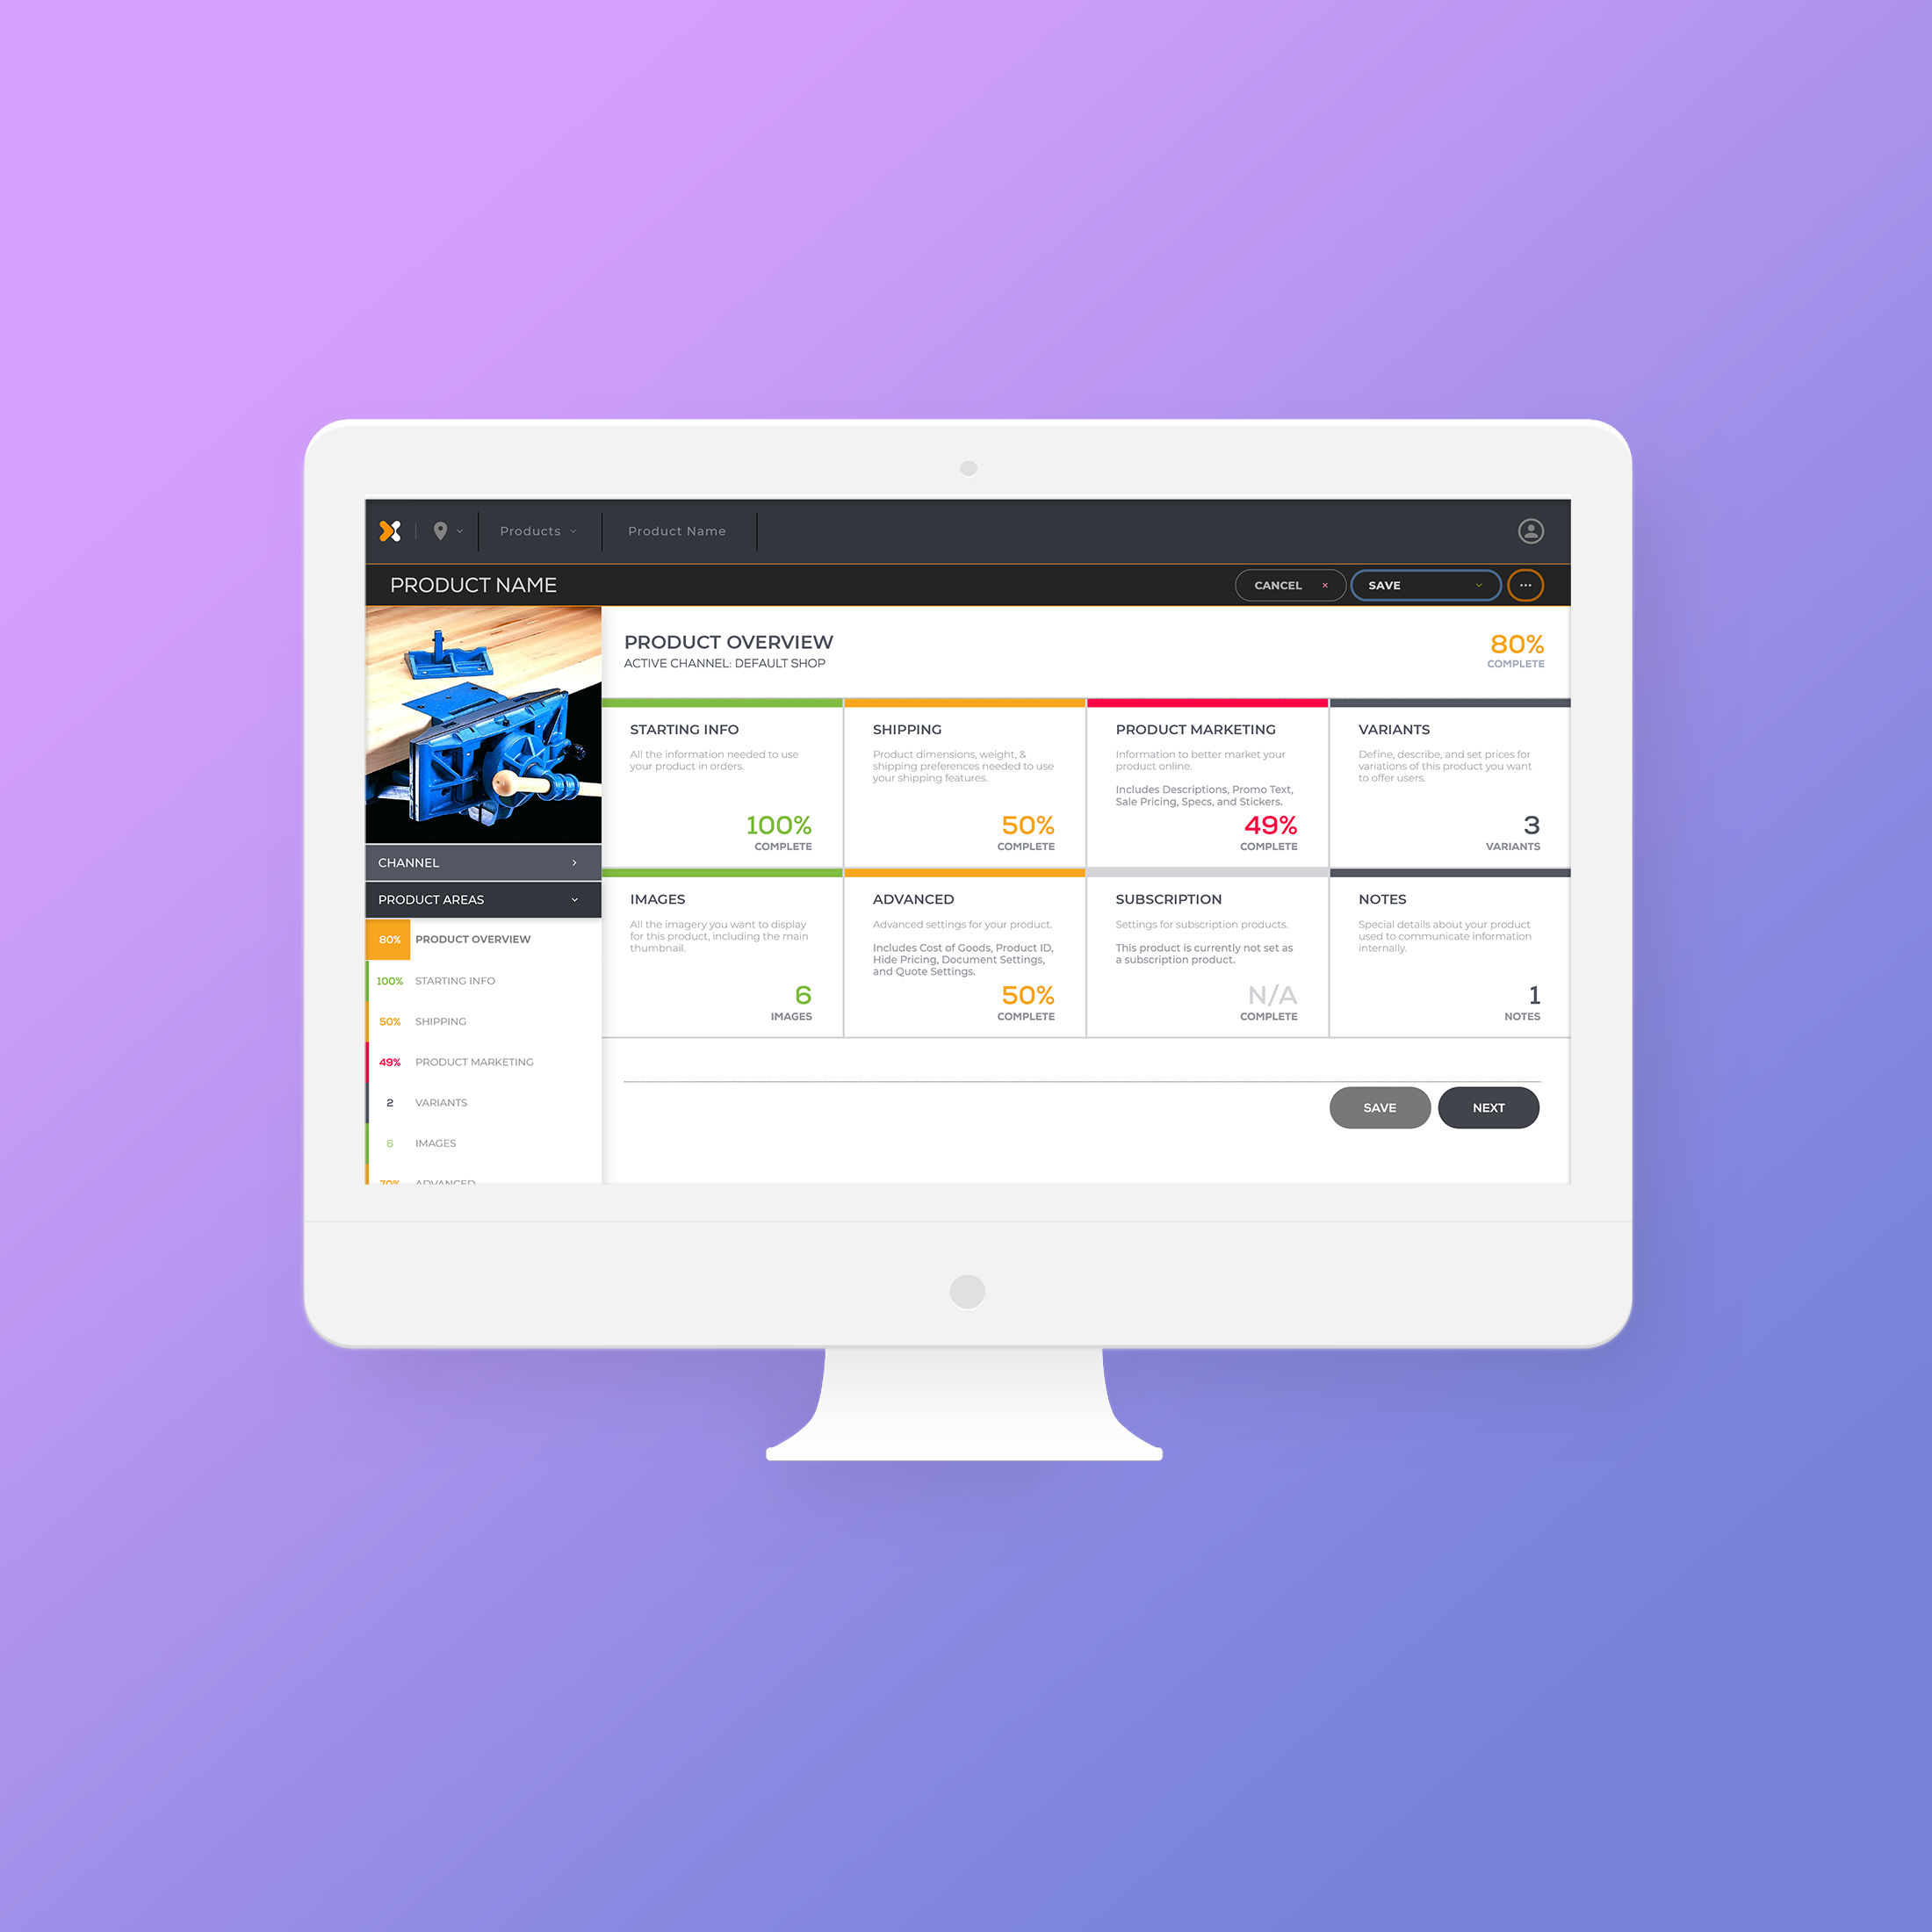 Products
Product Name
PRODUCT NAME
CANCEL
SAVE
PRODUCT OVERVIEW
ACTIVE CHANNEL: DEFAULT SHOP
80%
COMPLETE
STARTING INFO
All the information needed to use
your product in orders.
100%
COMPLETE
SHIPPING
Product dimensions, weight, &
shipping preferences needed to use
your shipping features.
50%
COMPLETE
PRODUCT MARKETING
Information to better market your
product online.
Includes Descriptions, Promo Text,
Sale Pricing, Specs, and Stickers.
49%
COMPLETE
VARIANTS
Define, describe, and set prices for
variations of this product you want
to offer users.
3
VARIANTS
IMAGES
All the imagery you want to display
for this product, including the main
thumbnail.
6
IMAGES
ADVANCED
Advanced settings for your product.
Includes Cost of Goods, Product ID,
Hide Pricing, Document Settings,
and Quote Settings.
50%
COMPLETE
SUBSCRIPTION
Settings for subscription products.
This product is currently not set as
a subscription product.
N/A
COMPLETE
NOTES
Special details about your product
used to communicate information
internally.
1
NOTES
SAVE
NEXT
CHANNEL
PRODUCT AREAS
80% PRODUCT OVERVIEW
100% STARTING INFO
50% SHIPPING
49% PRODUCT MARKETING
2 VARIANTS
6 IMAGES
70% ADVANCED